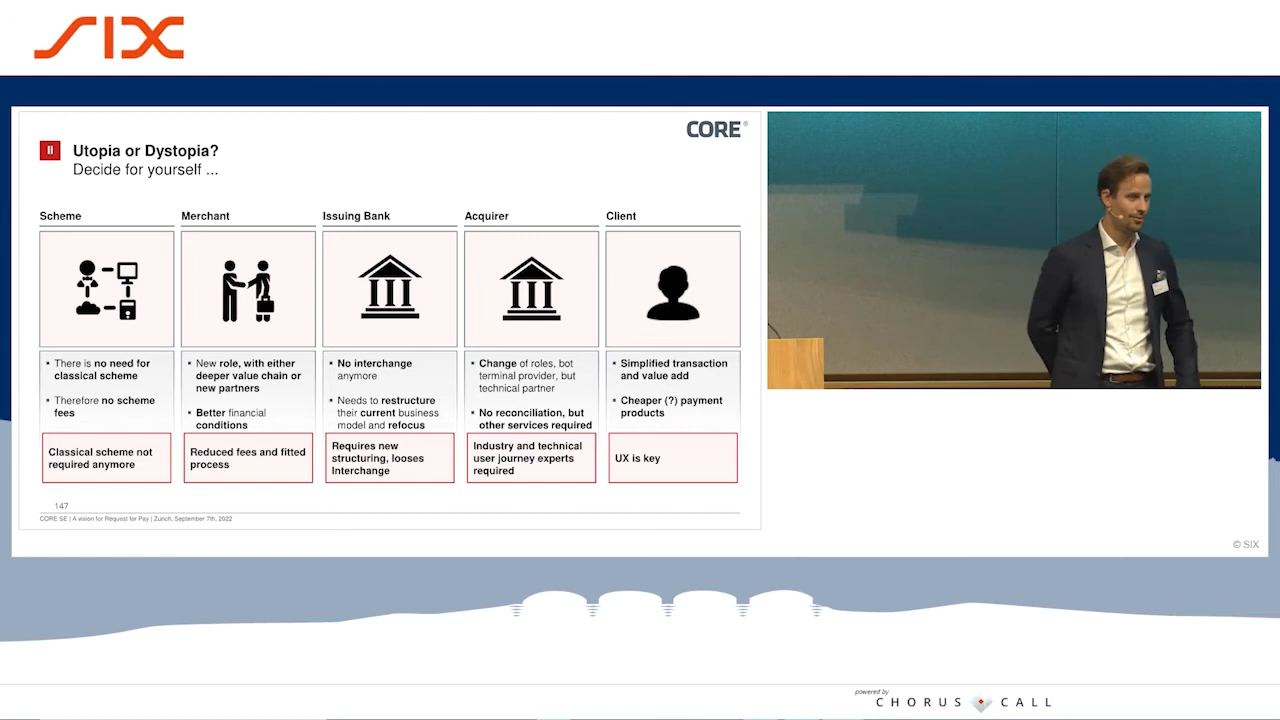 SIX
CORE®
II
Utopia or Dystopia?
Decide for yourself ...
Scheme
There is no need for
classical scheme
Therefore no scheme
fees
Classical scheme not
required anymore
Merchant
New role, with either
deeper value chain or
new partners
Better financial
conditions
Reduced fees and fitted
process
Issuing Bank
No interchange
anymore
Needs to restructure
their current business
model and refocus
Requires new
structuring, looses
Interchange
Acquirer
Change of roles, bot
terminal provider, but
technical partner
No reconciliation, but
other services required
Industry and technical
user journey experts
required
Client
Simplified transaction
and value add
Cheaper (?) payment
products
UX is key
147
CORE SE | A vision for Request for Pay | Zurich, September 7th, 2022
© SIX
powered by
CHORUS CALL